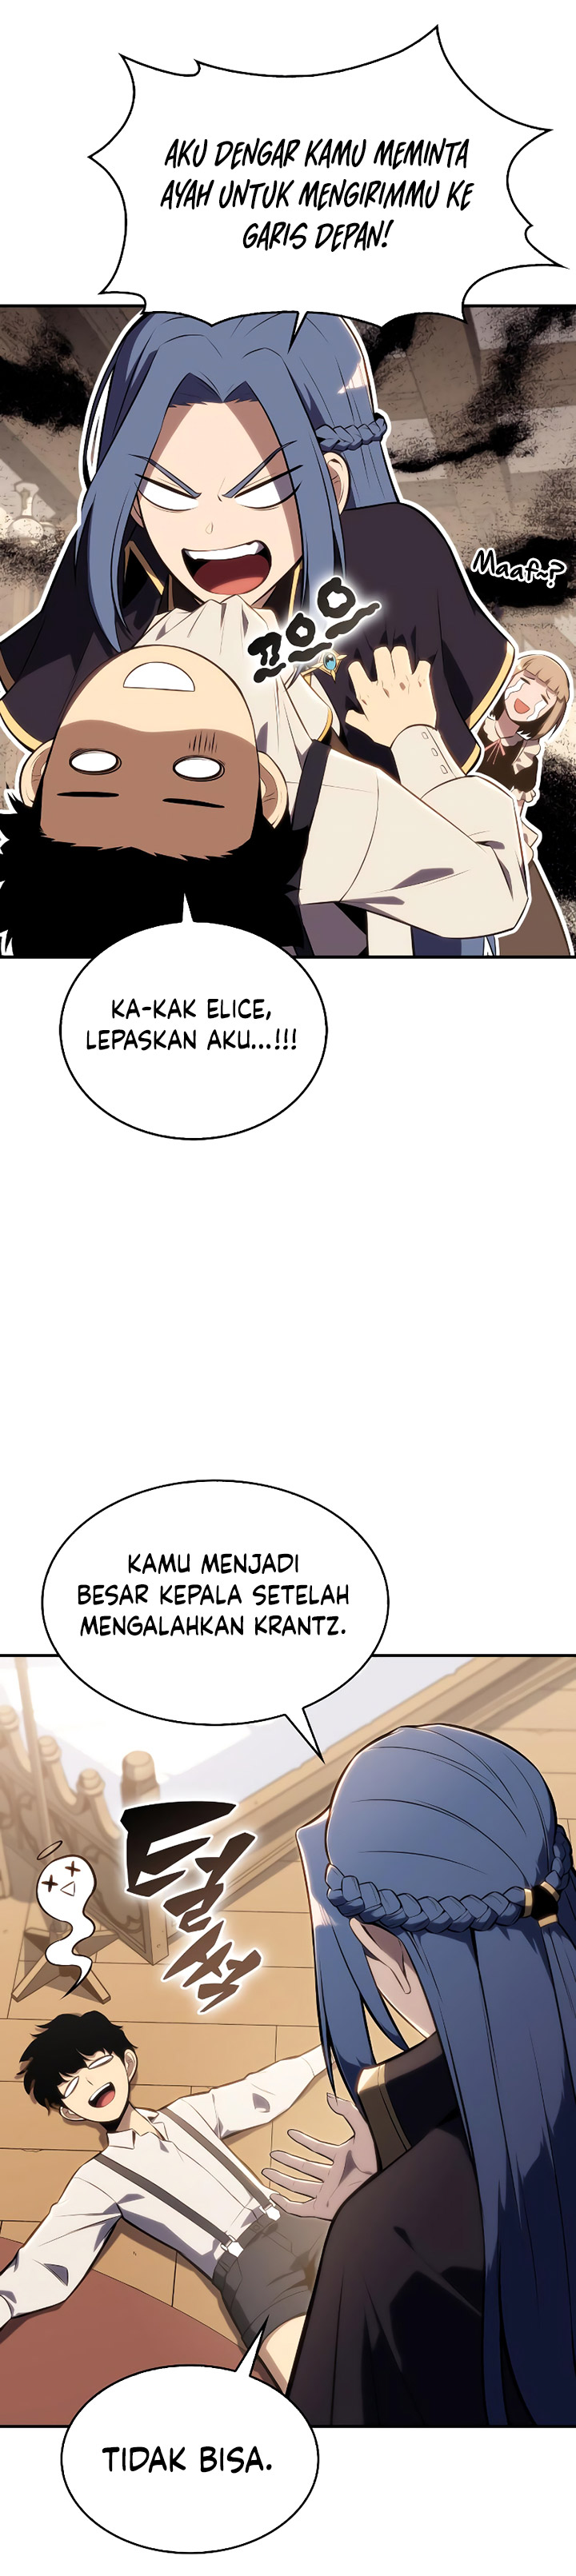 AKU DENGAR KAMU MEMINTA
AYAH UNTUK MENGIRIMMU KE
GARIS DEPAN!
Maaf~?
끄으으
KA-KAK ELICE,
LEPASKAN AKU...!!!
KAMU MENJADI
BESAR KEPALA SETELAH
MENGALAHKAN KRANTZ.
털썩
TIDAK BISA.